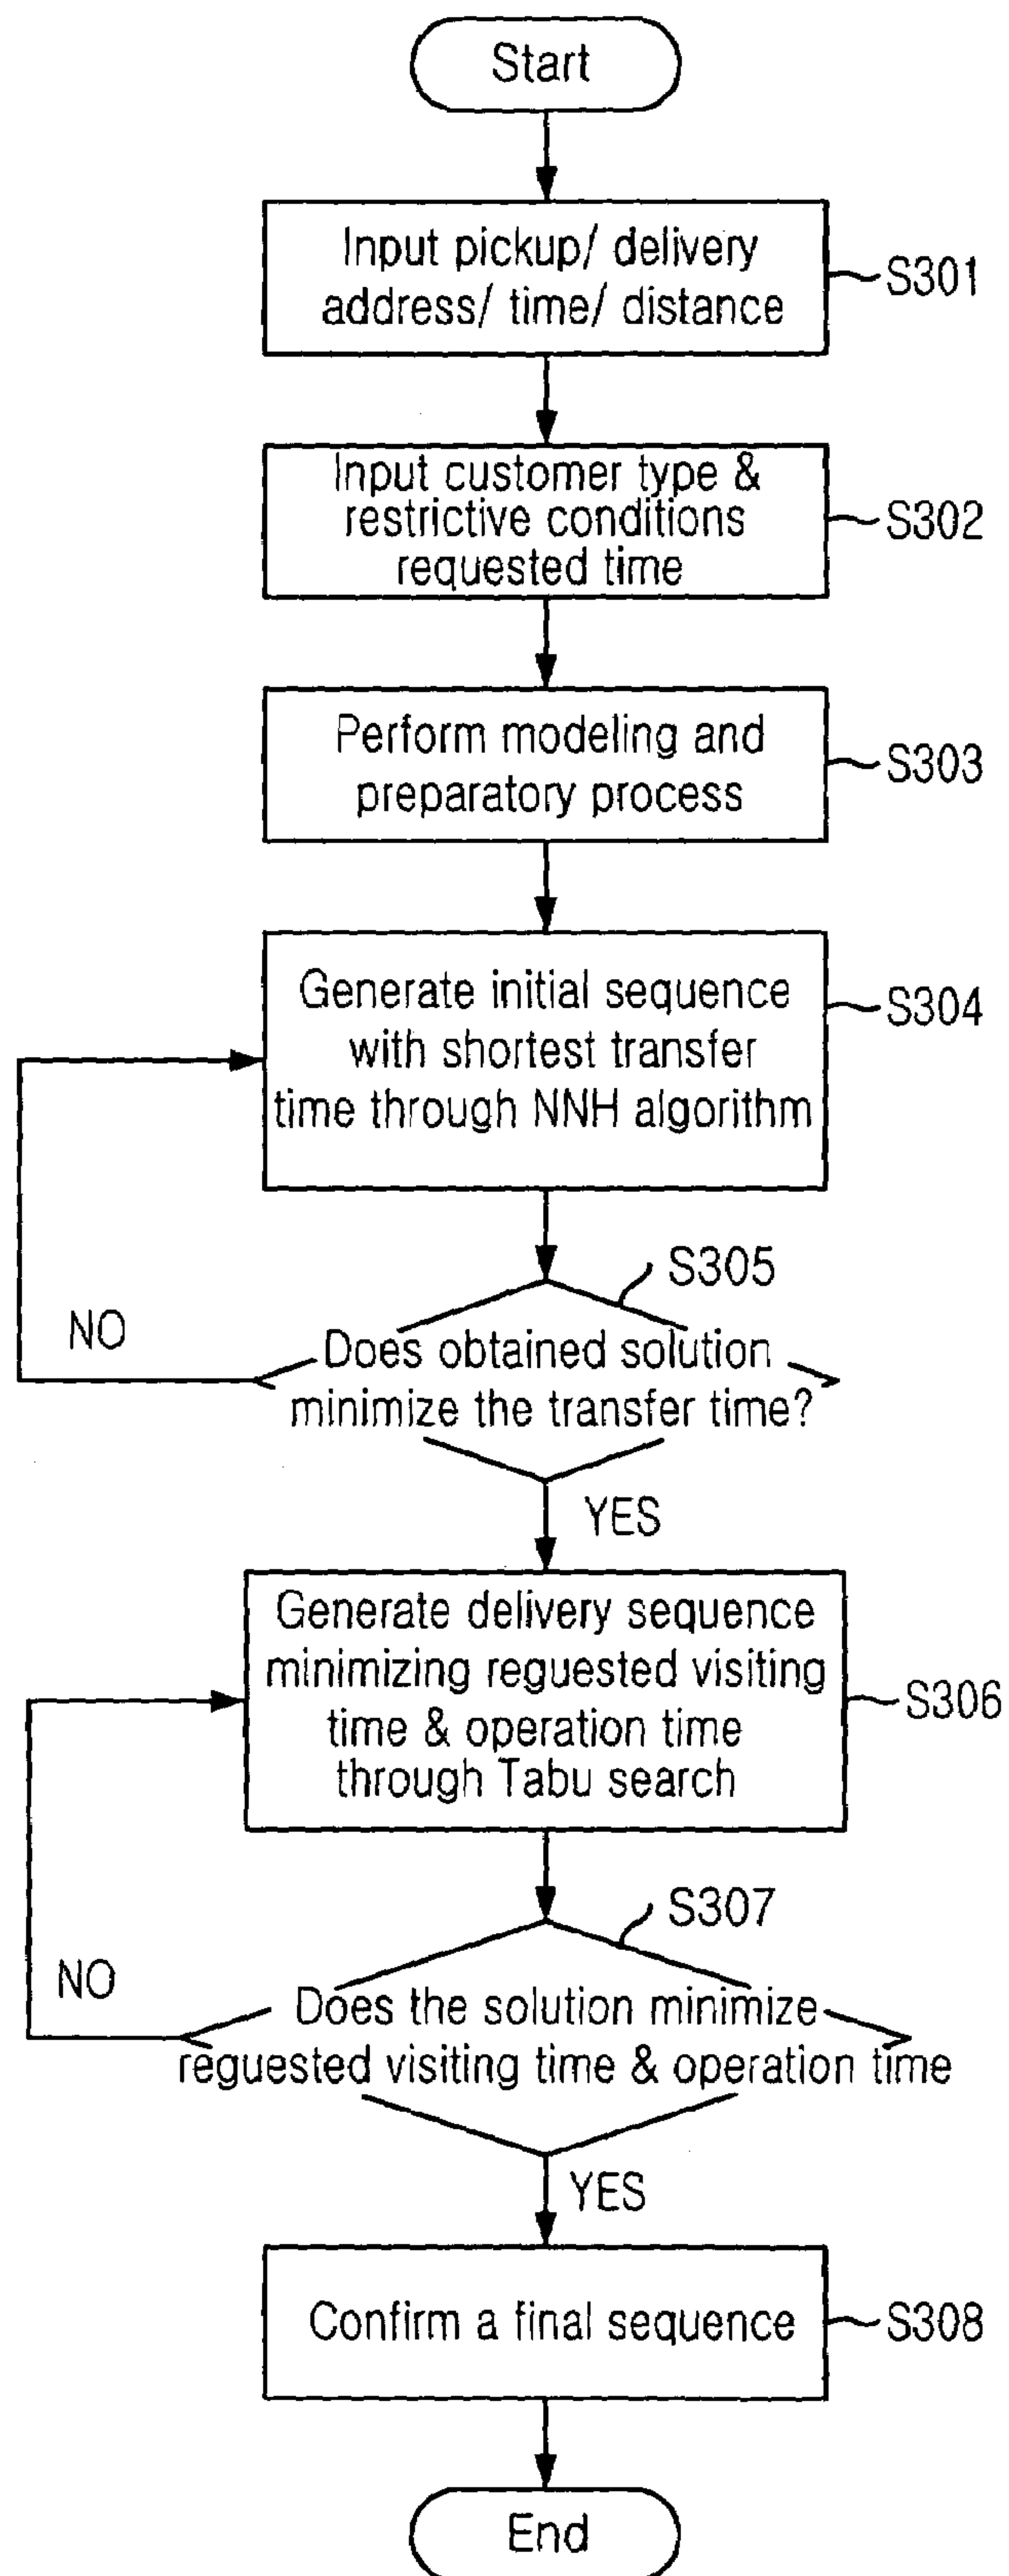 Start
Input pickup/ delivery
address/ time/ distance
S301
Input customer type &
restrictive conditions
requested time
S302
Perform modeling and
preparatory process
S303
Generate initial sequence
with shortest transfer
time through NNH algorithm
S304
S305
Does obtained solution
minimize the transfer time?
NO
YES
Generate delivery sequence
minimizing reguested visiting
time & operation time
through Tabu search
S306
S307
Does the solution minimize
reguested visiting time & operation time
NO
YES
Confirm a final sequence
S308
End